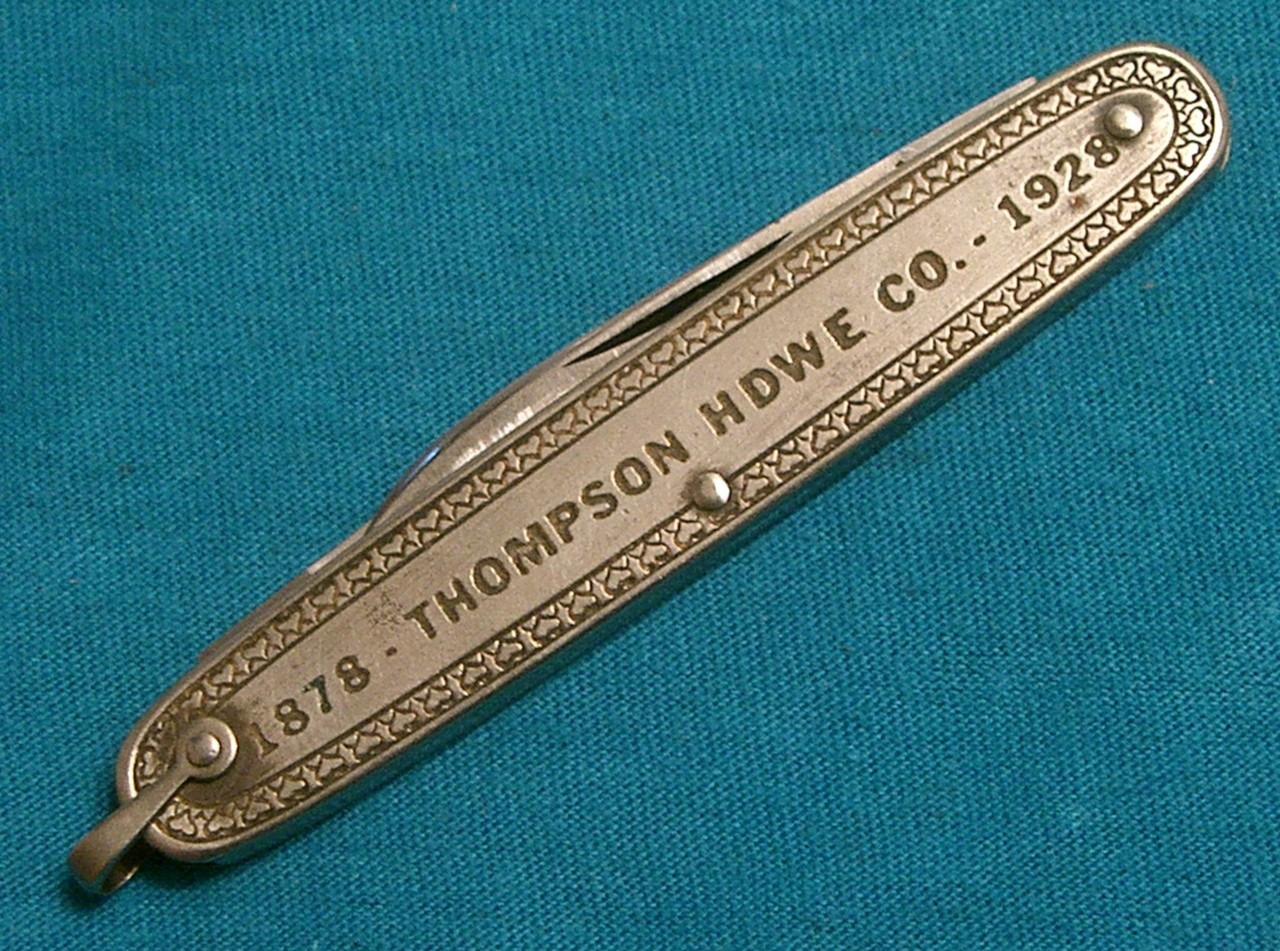 1878 - THOMPSON HDWE CO. - 1928